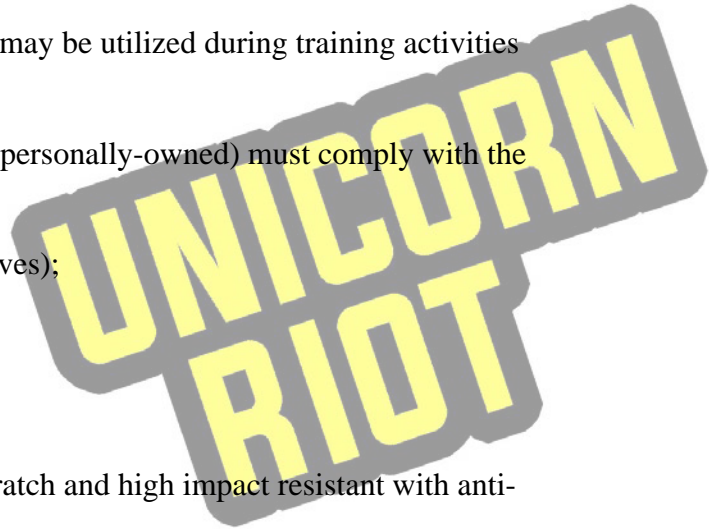 may be utilized during training activities
personally-owned) must comply with the
ves);
UNICORN
RIOT
ratch and high impact resistant with anti-